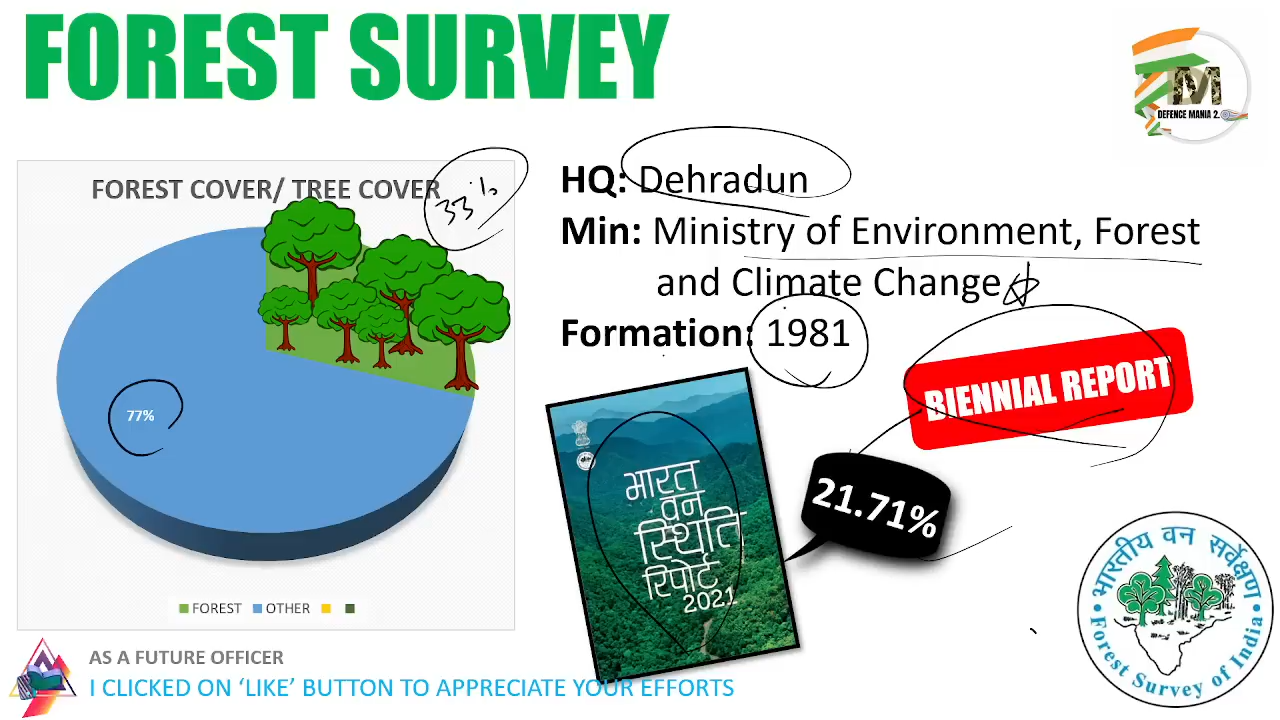 FOREST SURVEY
M
DEFENCE MANIA 2.
FOREST COVER/ TREE COVER
33%
77%
FOREST OTHER
HQ: Dehradun
Min: Ministry of Environment, Forest
and Climate Change
Formation: 1981
BIENNIAL REPORT
भारत
वन
स्थिति
रिपोर्ट
2021
21.71%
भारतीय वन सर्वेक्षण
Forest Survey of India
AS A FUTURE OFFICER
I CLICKED ON ‘LIKE’ BUTTON TO APPRECIATE YOUR EFFORTS